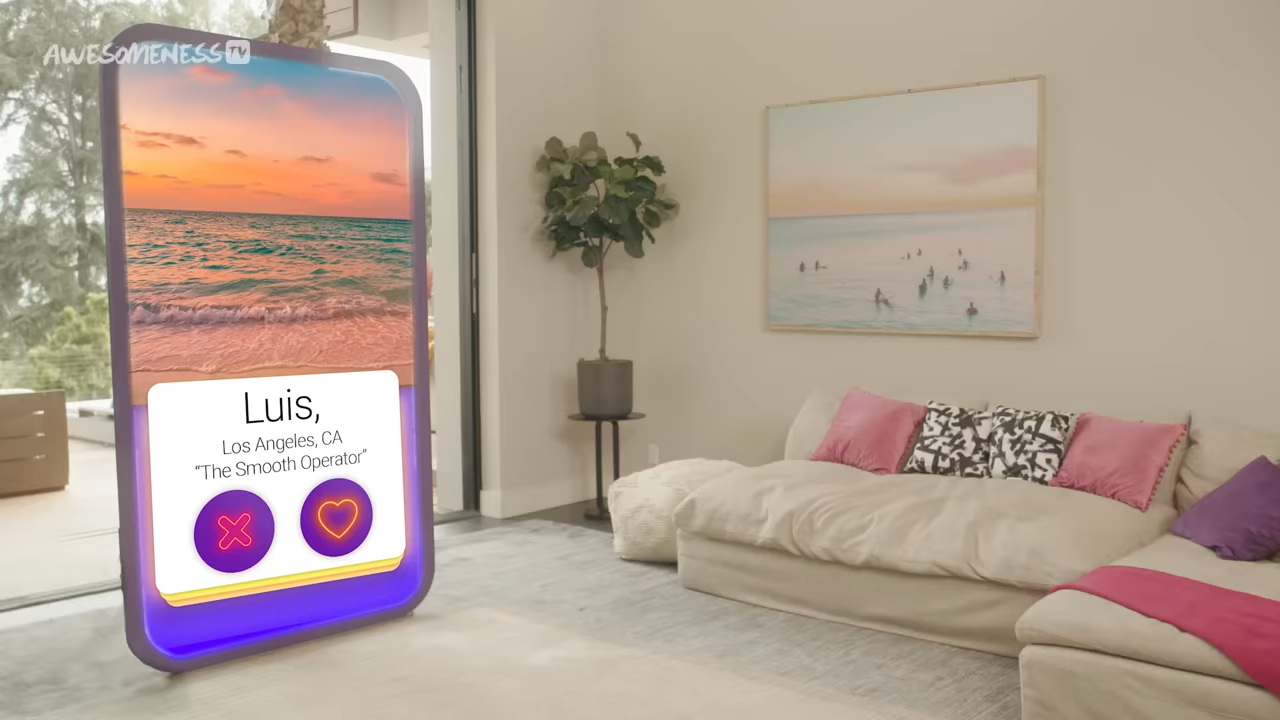 AWESOMENESS TV
Luis,
Los Angeles, CA
“The Smooth Operator”